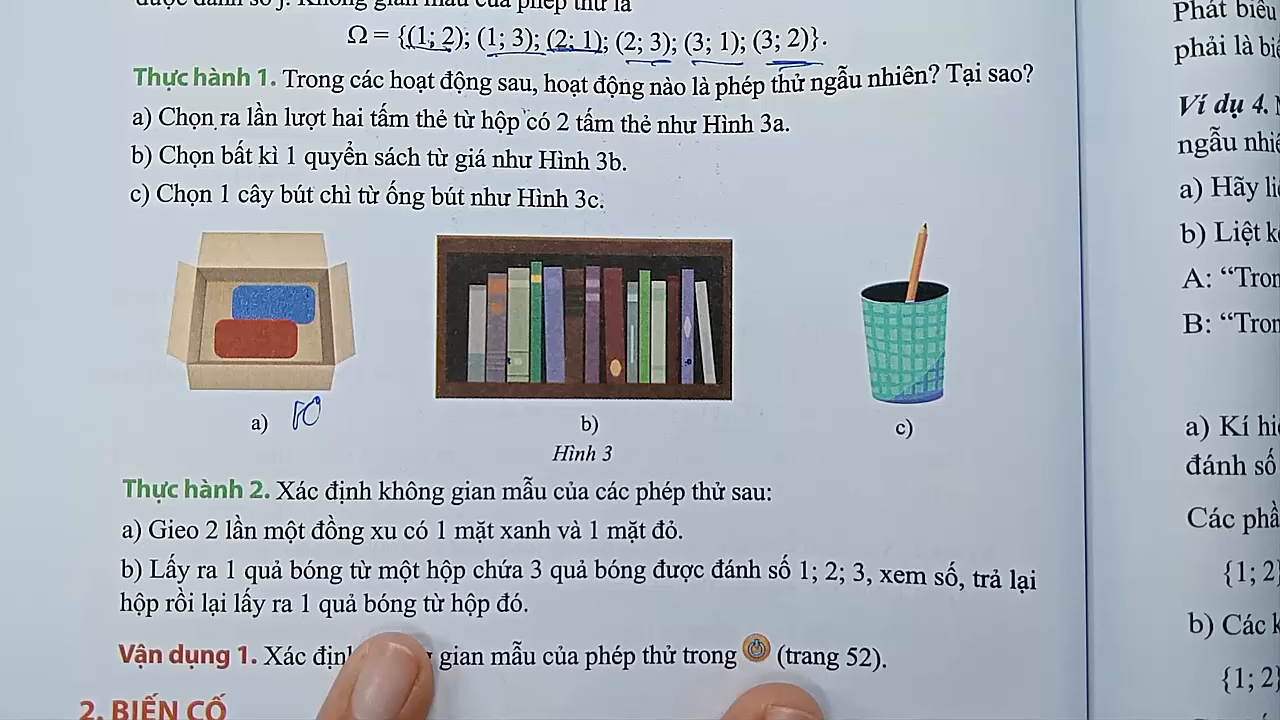 phép thử là
Ω = {(1; 2); (1; 3); (2; 1); (2; 3); (3; 1); (3; 2)}.
Thực hành 1. Trong các hoạt động sau, hoạt động nào là phép thử ngẫu nhiên? Tại sao?
a) Chọn ra lần lượt hai tấm thẻ từ hộp có 2 tấm thẻ như Hình 3a.
b) Chọn bất kì 1 quyển sách từ giá như Hình 3b.
c) Chọn 1 cây bút chì từ ống bút như Hình 3c.
a)
b)
c)
Hình 3
Thực hành 2. Xác định không gian mẫu của các phép thử sau:
a) Gieo 2 lần một đồng xu có 1 mặt xanh và 1 mặt đỏ.
b) Lấy ra 1 quả bóng từ một hộp chứa 3 quả bóng được đánh số 1; 2; 3, xem số, trả lại
hộp rồi lại lấy ra 1 quả bóng từ hộp đó.
Vận dụng 1. Xác gian mẫu của phép thử trong (trang 52).
2. BIẾN CỐ
Phát biểu
phải là
Ví dụ 4.
ngẫu
a) Hãy
b) Liệt
A:
B:
a) Kí
đánh số
Các
{1; 2
b) Các
{1; 2